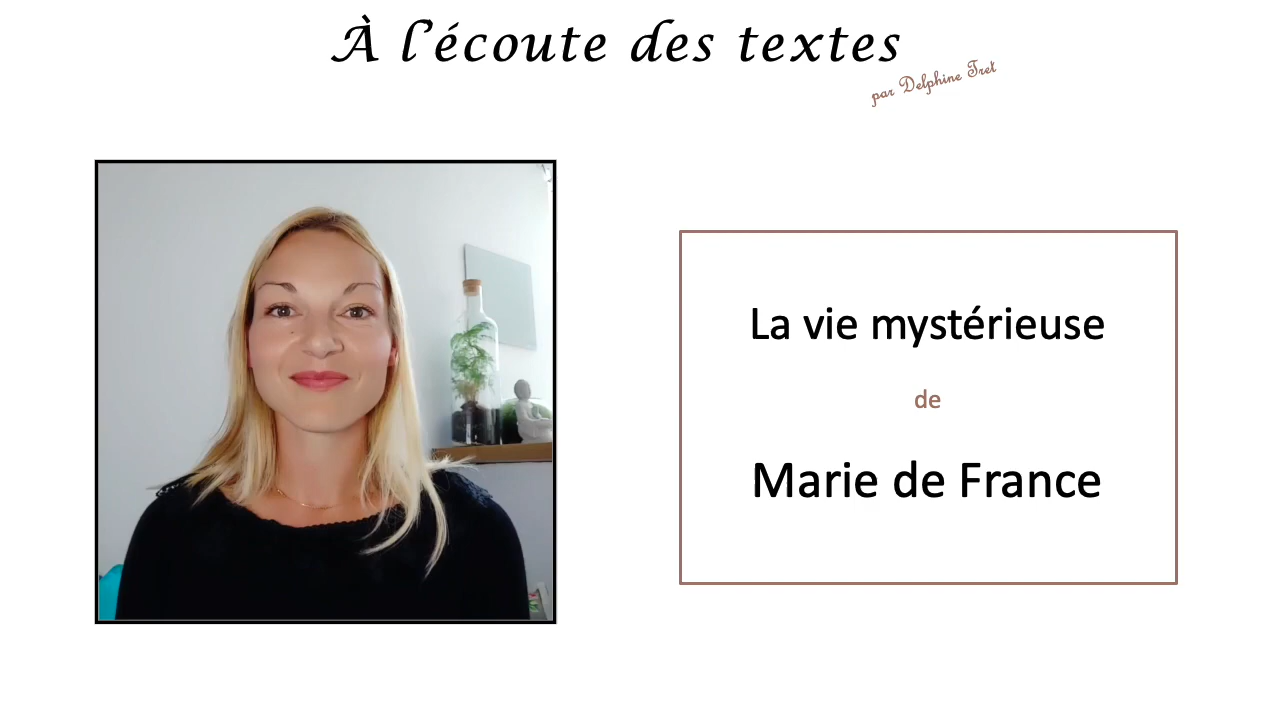 À l'écoute des textes
par Delphine Tret
La vie mystérieuse
de
Marie de France